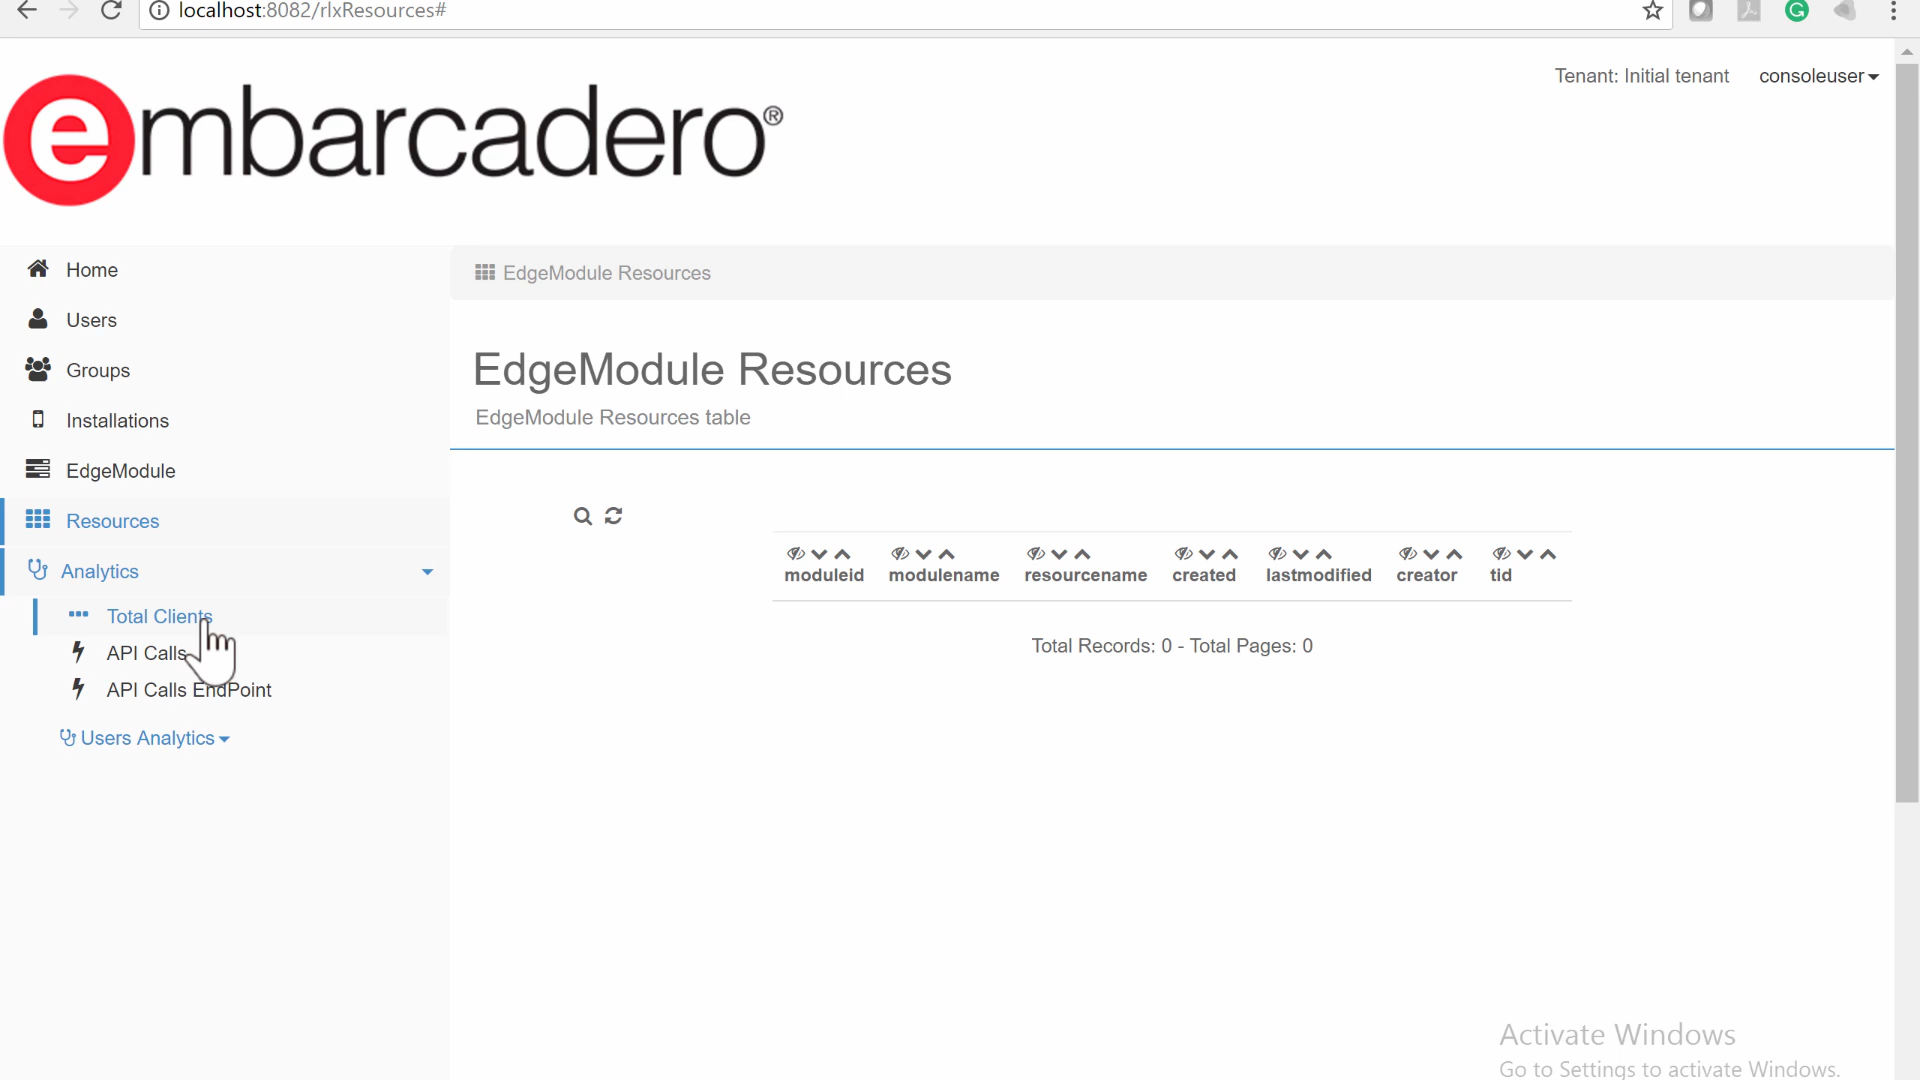 localhost:8082/rlxResources#
Tenant: Initial tenant consoleuser
embarcadero®
Home
Users
Groups
Installations
EdgeModule
Resources
Analytics
Total Clients
API Calls
API Calls EndPoint
Users Analytics
EdgeModule Resources
EdgeModule Resources
EdgeModule Resources table
moduleid modulename resourcename created lastmodified creator tid
Total Records: 0 - Total Pages: 0
Activate Windows
Go to Settings to activate Windows.